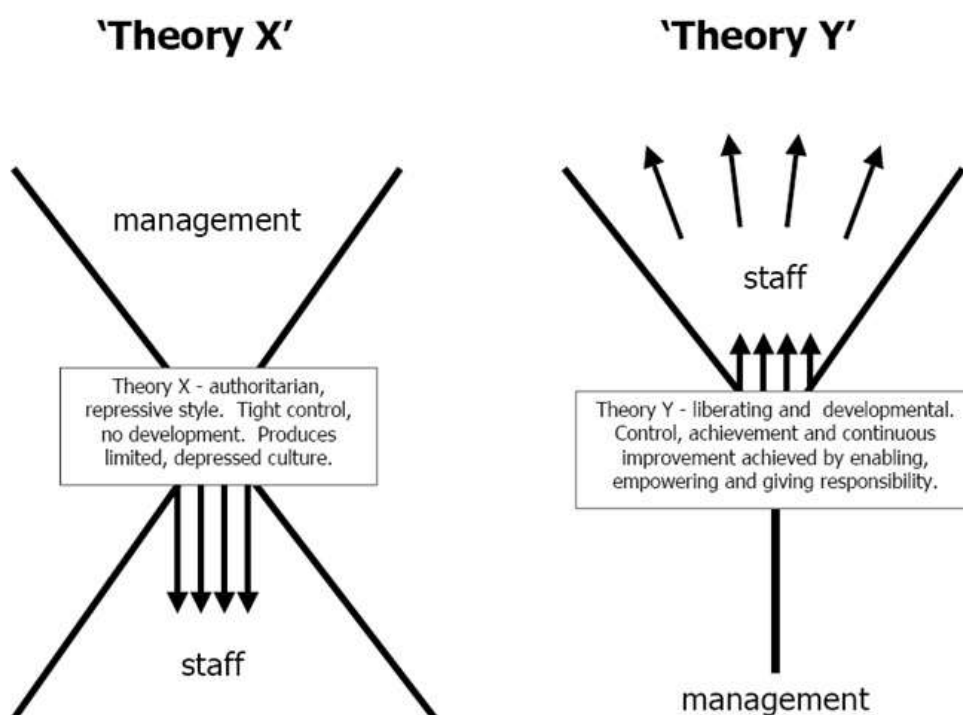 ‘Theory X’
management
Theory X - authoritarian,
repressive style. Tight control,
no development. Produces
limited, depressed culture.
staff
‘Theory Y’
staff
Theory Y - liberating and developmental.
Control, achievement and continuous
improvement achieved by enabling,
empowering and giving responsibility.
management